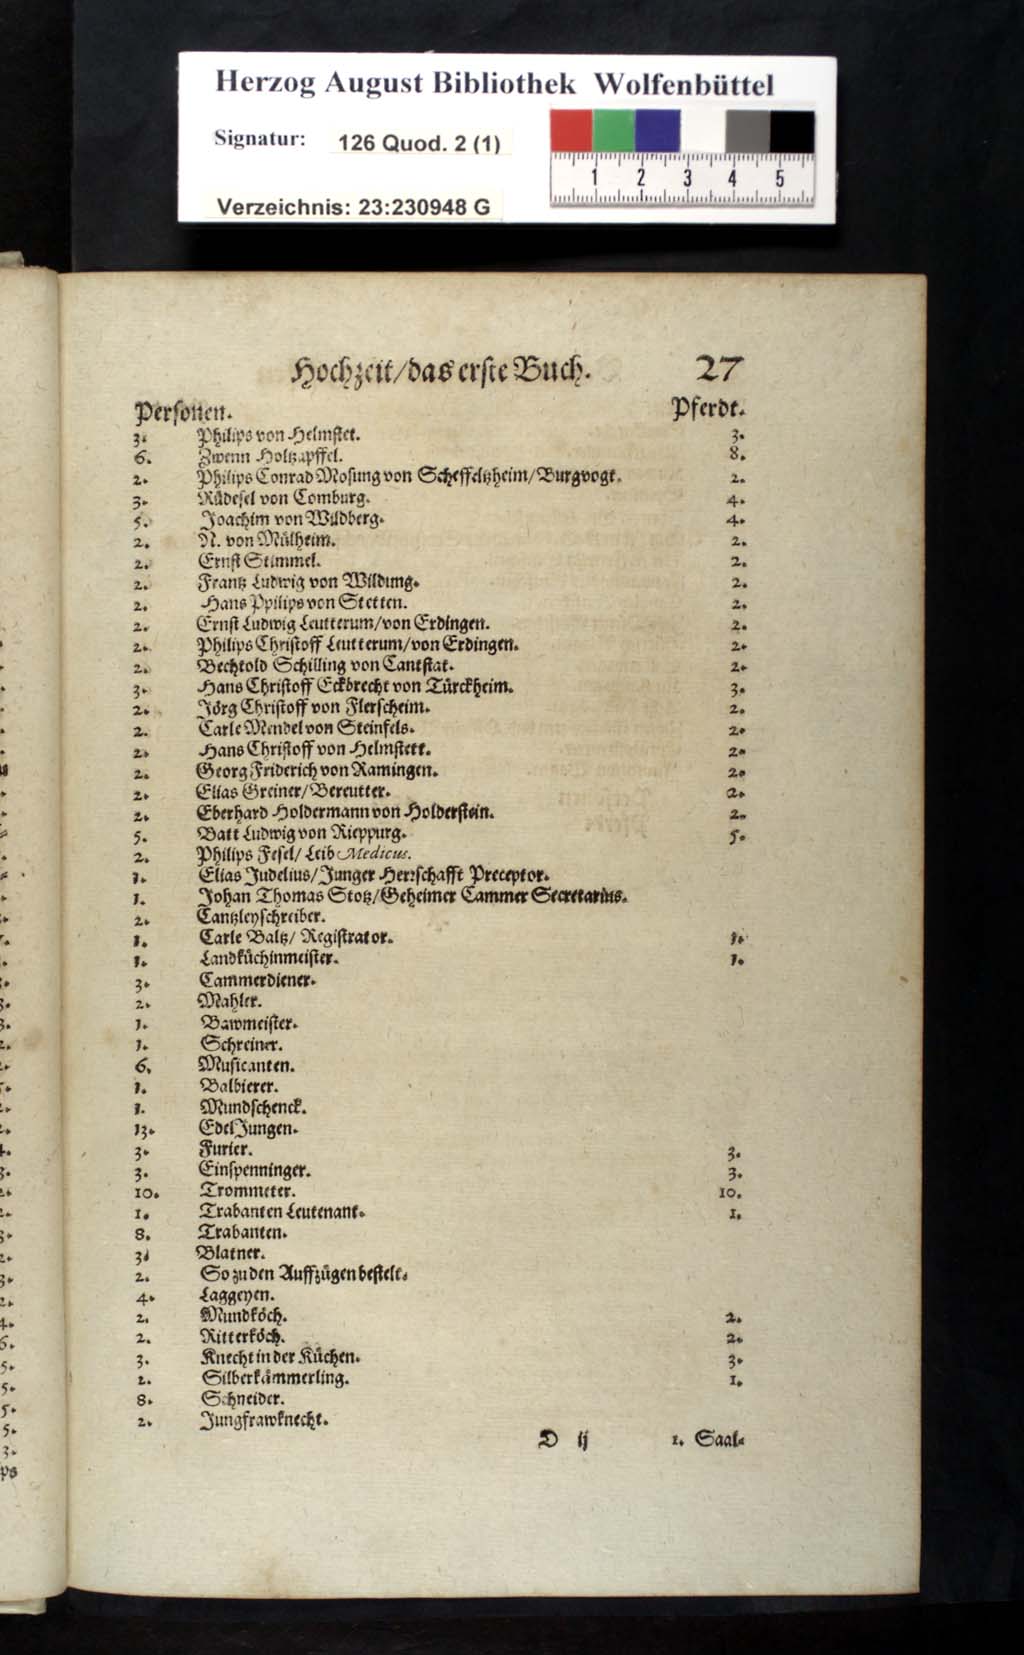 Herzog August Bibliothek Wolfenbüttel
Signatur: 126 Quod. 2 (1)
1 2 3 4 5
Verzeichnis: 23:230948 G
Hochzeit/das erste Buch. 27
Personen. Pferdt.
3. Philips von Helmstet. 3.
6. Zwenn Holtzapffel. 8.
2. Philips Conrad Mosung von Scheffeltzheim/Burgvogt. 2.
3. Rüdesel von Comburg. 4.
5. Joachim von Wildberg. 4.
2. N. von Mülheim. 2.
2. Ernst Stimmel. 2.
2. Frantz Ludwig von Wildung. 2.
2. Hans Ppilips von Stetten. 2.
2. Ernst Ludwig Leutterum/von Erdingen. 2.
2. Philips Christoff Leutterum/von Erdingen. 2.
2. Bechtold Schilling von Cantstat. 2.
3. Hans Christoff Eckbrecht von Türckheim. 3.
2. Jörg Christoff von Flerscheim. 2.
2. Carle Mendel von Steinfels. 2.
2. Hans Christoff von Helmstett. 2.
2. Georg Friderich von Ramingen. 2.
2. Elias Greiner/Bereutter. 2.
2. Eberhard Holdermann von Holderstein. 2.
5. Batt Ludwig von Rieppurg. 5.
2. Philips Fesel/ Leib Medicus.
1. Elias Judelius/Junger Herrschafft Preceptor.
1. Johan Thomas Stotz/Geheimer Cammer Secretarius.
2. Cantzleyschreiber.
1. Carle Baltz/ Registrator. 1.
1. Landküchinmeister. 1.
3. Cammerdiener.
2. Mahler.
1. Bawmeister.
1. Schreiner.
6. Musicanten.
1. Balbierer.
1. Mundschenck.
13. EdelJungen.
3. Furier. 3.
3. Einspenninger. 3.
10. Trommeter. 10.
1. Trabanten Leutenant. 1.
8. Trabanten.
3. Blatner.
2. So zu den Auffzügen bestelt.
4. Laggeyen.
2. Mundköch. 2.
2. Ritterköch. 2.
3. Knecht in der Küchen. 3.
2. Silberkämmerling. 1.
8. Schneider.
2. Jungfrawknecht.
D ij 1. Saal-